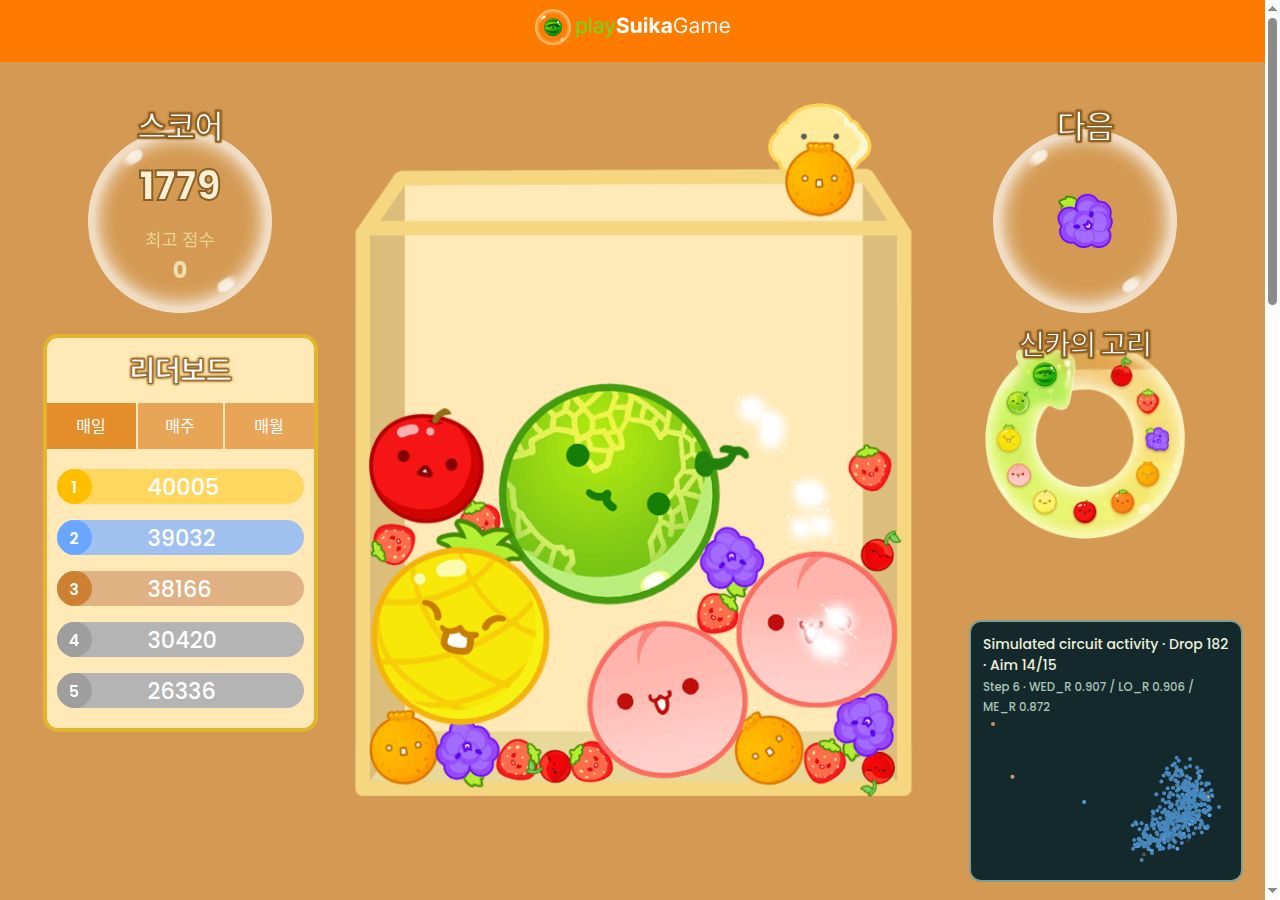 playSuikaGame
스코어
1779
최고 점수
0
다음
신카의 고리
리더보드
매일 매주 매월
1 40005
2 39032
3 38166
4 30420
5 26336
Simulated circuit activity · Drop 182
· Aim 14/15
Step 6 · WED_R 0.907 / LO_R 0.906 /
ME_R 0.872